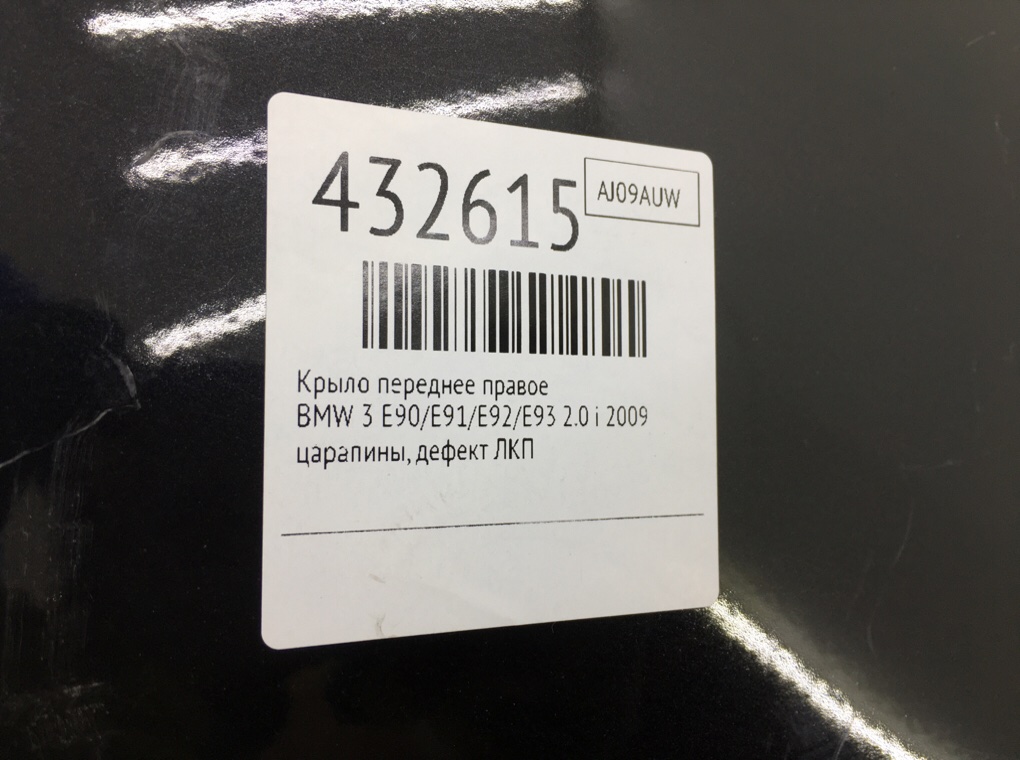 432615
AJ09AUW
Крыло переднее правое
BMW 3 E90/E91/E92/E93 2.0 i 2009
царапины, дефект ЛКП